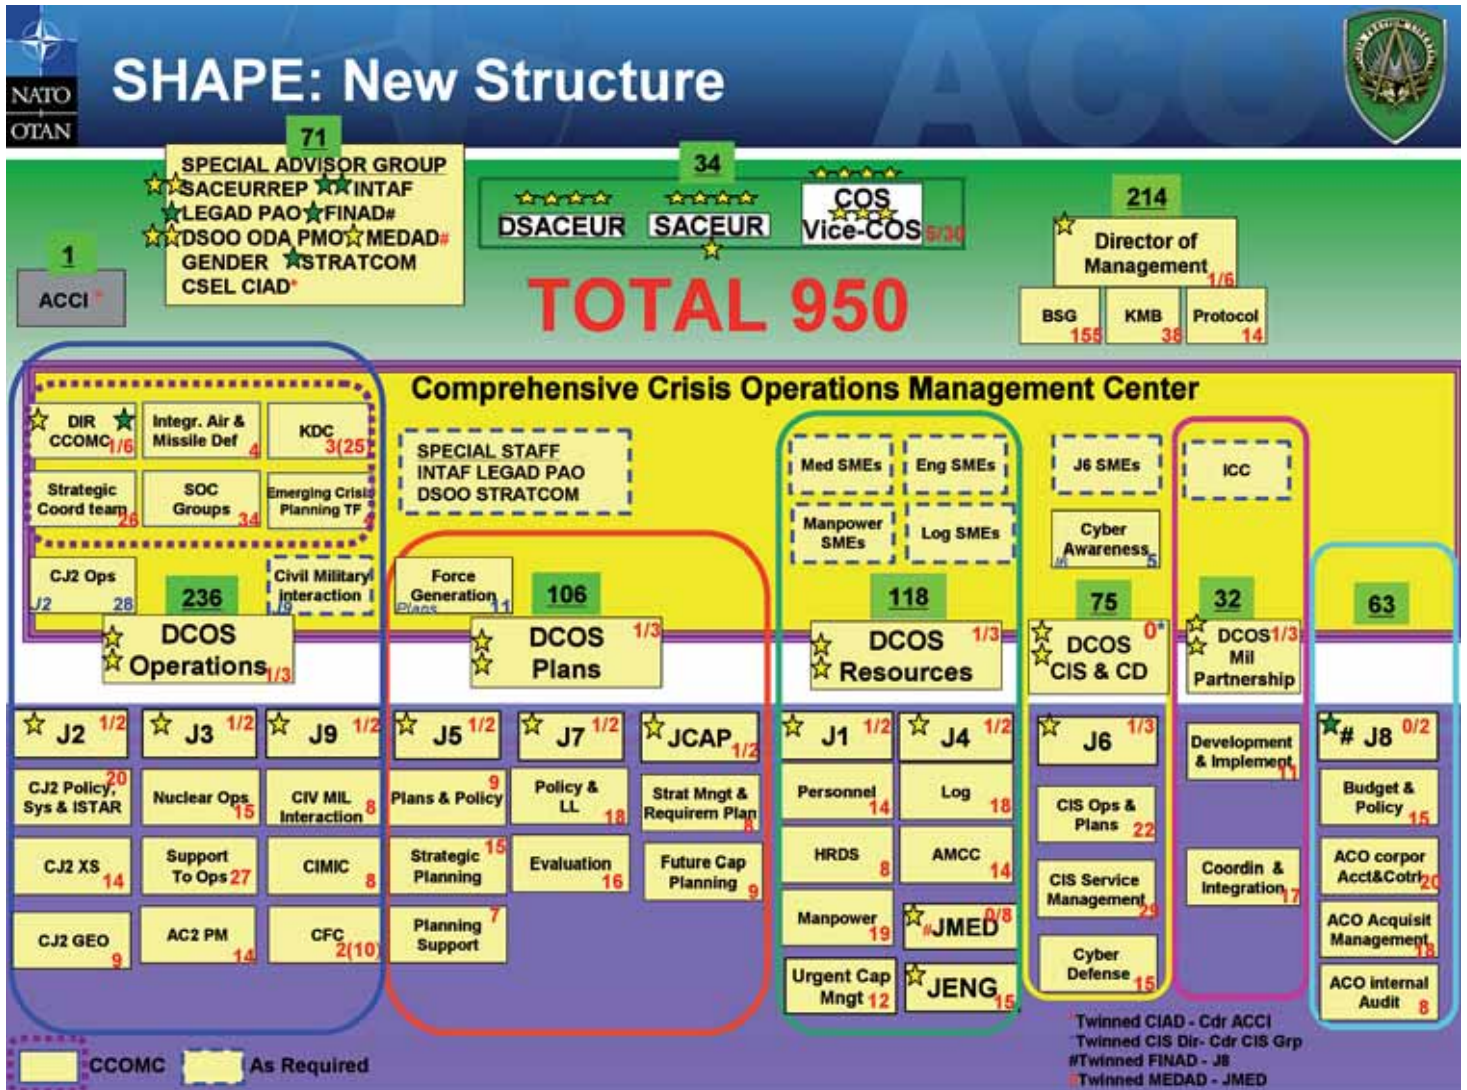 NATO
OTAN
SHAPE: New Structure
ACO
71
SPECIAL ADVISOR GROUP
SACEURREP INTAF
LEGAD PAO FINAD#
DSOO ODA PMO MEDAD#
GENDER STRATCOM
CSEL CIAD*
1
ACCI *
34
DSACEUR
SACEUR
COS
Vice-COS 5/30
214
Director of
Management
1/6
BSG
155
KMB
38
Protocol
14
TOTAL 950
Comprehensive Crisis Operations Management Center
DIR
CCOMC 1/6
Integr. Air &
Missile Def 4
KDC
3(25)
Strategic
Coord team 26
SOC
Groups 34
Emerging Crisis
Planning TF 4
SPECIAL STAFF
INTAF LEGAD PAO
DSOO STRATCOM
Med SMEs
Eng SMEs
Manpower
SMEs
Log SMEs
J6 SMEs
Cyber
Awareness
J6 5
ICC
CJ2 Ops
J2 28
Civil Military
interaction
J9
Force
Generation
Plans 11
236
DCOS
Operations 1/3
106
DCOS 1/3
Plans
118
DCOS 1/3
Resources
75
DCOS 0*
CIS & CD
32
DCOS 1/3
Mil
Partnership
63
J2 1/2
CJ2 Policy, 20
Sys & ISTAR
CJ2 XS 14
CJ2 GEO 9
J3 1/2
Nuclear Ops 15
Support
To Ops 27
AC2 PM 14
J9 1/2
CIV MIL
Interaction 8
CIMIC 8
CFC
2(10)
J5 1/2
Plans & Policy 9
Strategic 15
Planning
Planning 7
Support
J7 1/2
Policy &
LL 18
Evaluation 16
JCAP 1/2
Strat Mngt &
Requirem Plan 8
Future Cap
Planning 9
J1 1/2
Personnel 14
HRDS 8
Manpower 19
Urgent Cap
Mngt 12
J4 1/2
Log 18
AMCC 14
#JMED 0/8
JENG 15
J6 1/3
CIS Ops &
Plans 22
CIS Service
Management 29
Cyber
Defense 15
Development
& Implement 11
Coordin &
Integration 17
# J8 0/2
Budget &
Policy 15
ACO corpor
Acct&Cotrl 20
ACO Acquisit
Management 18
ACO internal
Audit 8
CCOMC
As Required
*Twinned CIAD - Cdr ACCI
*Twinned CIS Dir- Cdr CIS Grp
#Twinned FINAD - J8
#Twinned MEDAD - JMED